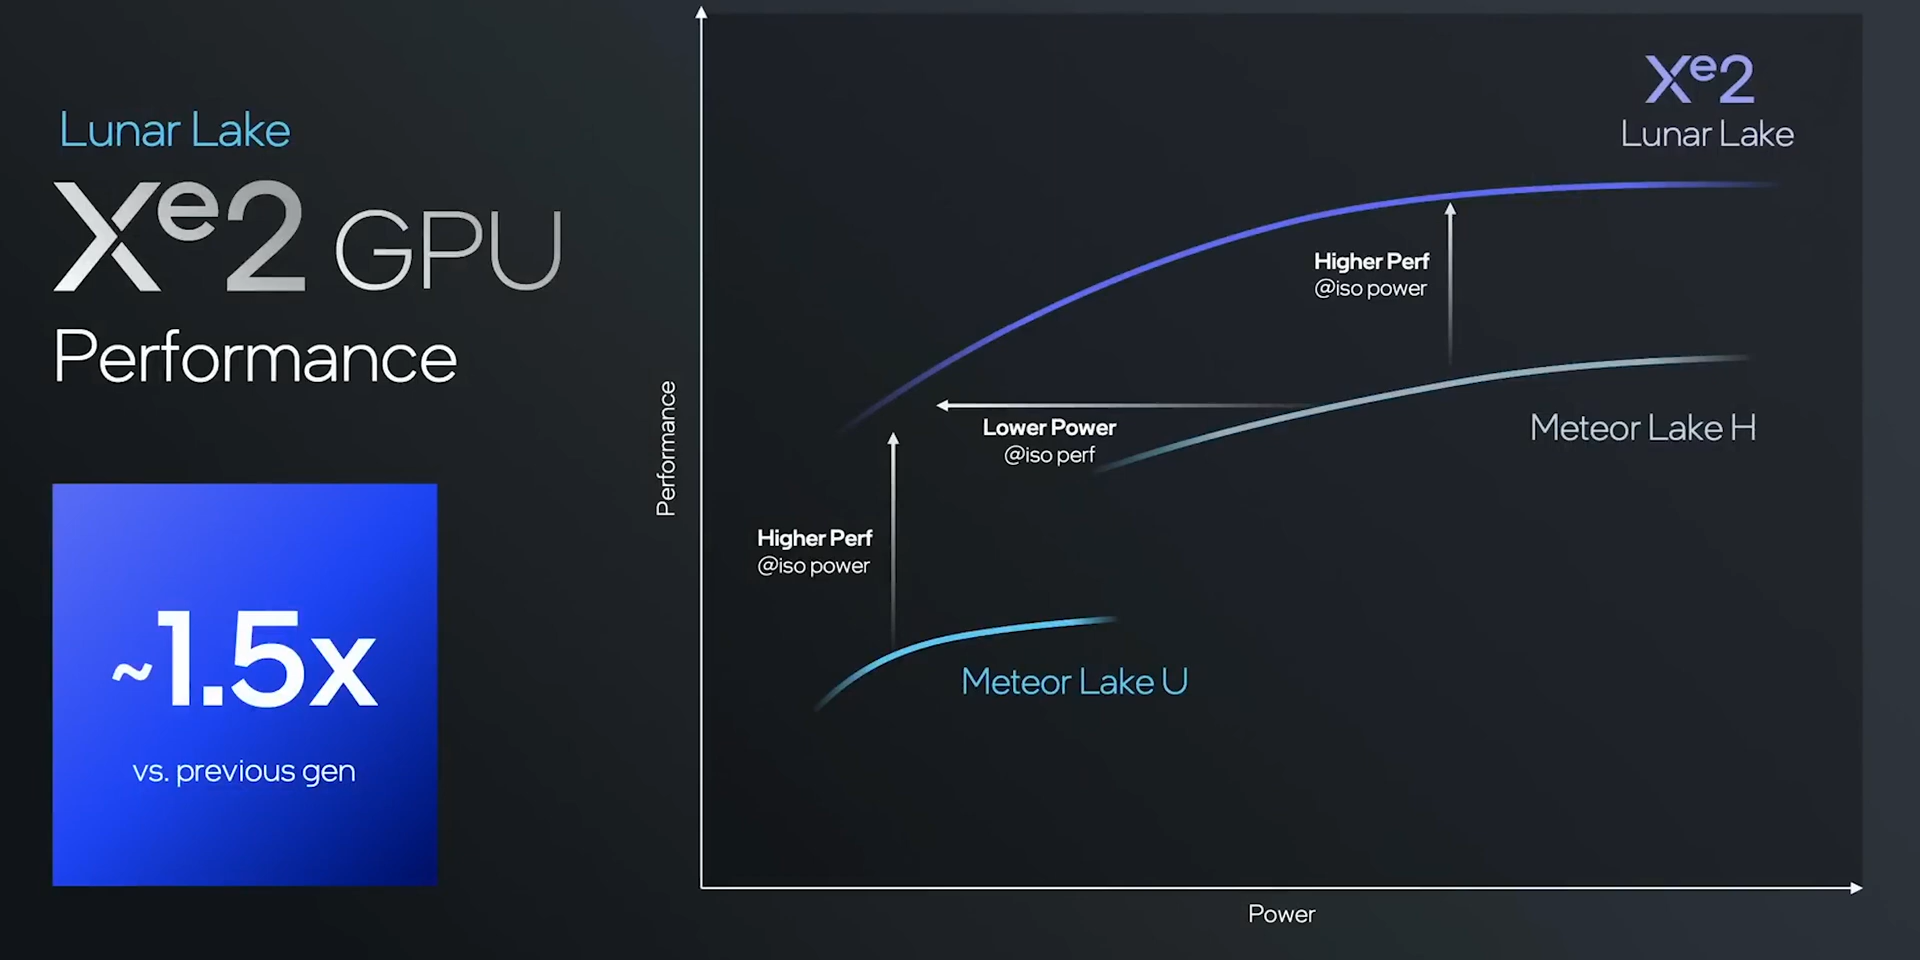 Lunar Lake
Xe2 GPU
Performance
~1.5x
vs. previous gen
Performance
Xe2
Lunar Lake
Higher Perf
@iso power
Lower Power
@iso perf
Meteor Lake H
Higher Perf
@iso power
Meteor Lake U
Power